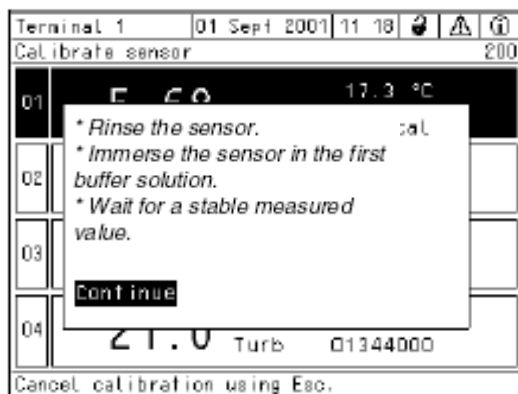 Terminal 1 01 Sept 2001 11 18
Calibrate sensor 200
01 17.3 °C
* Rinse the sensor.
* Immerse the sensor in the first
buffer solution.
* Wait for a stable measured
value.
02
03
Continue
04 21.0 Turb 01344000
Cancel calibration using Esc.